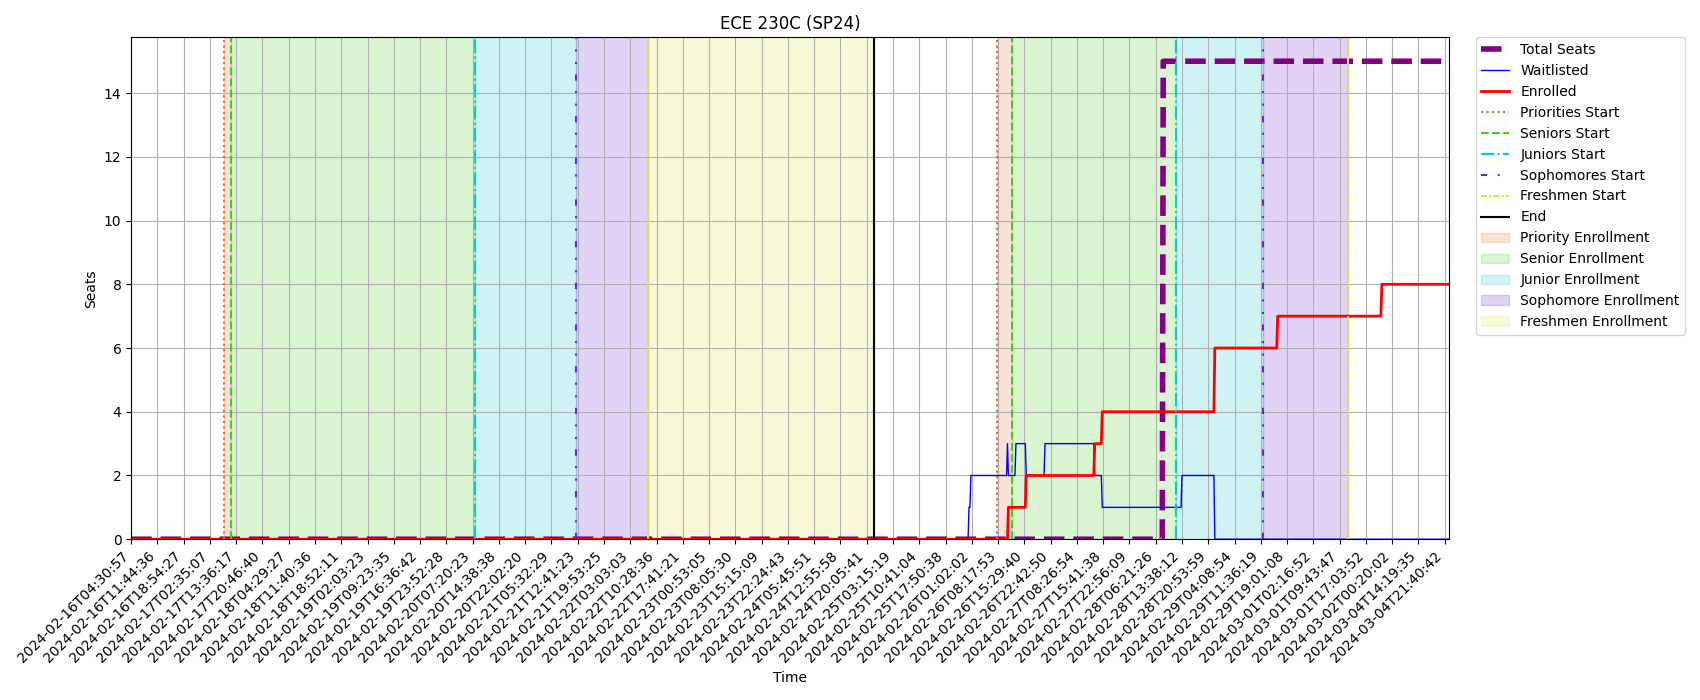 ECE 230C (SP24)
Seats
14
12
10
8
6
4
2
0
2024-02-16T04:30:57
2024-02-16T11:44:36
2024-02-16T18:54:27
2024-02-17T02:35:07
2024-02-17T13:36:17
2024-02-17T20:46:40
2024-02-18T04:29:27
2024-02-18T11:40:36
2024-02-18T18:52:11
2024-02-19T02:03:23
2024-02-19T09:23:35
2024-02-19T16:36:42
2024-02-19T23:52:28
2024-02-20T07:20:23
2024-02-20T14:38:38
2024-02-20T22:02:20
2024-02-21T05:32:29
2024-02-21T12:41:23
2024-02-21T19:53:25
2024-02-22T03:03:03
2024-02-22T10:28:36
2024-02-22T17:41:21
2024-02-23T00:53:05
2024-02-23T08:05:30
2024-02-23T15:15:09
2024-02-23T22:24:43
2024-02-24T05:45:51
2024-02-24T12:55:58
2024-02-24T20:05:41
2024-02-25T03:15:19
2024-02-25T10:41:04
2024-02-25T17:50:38
2024-02-26T01:02:02
2024-02-26T08:17:53
2024-02-26T15:29:40
2024-02-26T22:42:50
2024-02-27T08:26:54
2024-02-27T15:41:38
2024-02-27T22:56:09
2024-02-28T06:21:26
2024-02-28T13:38:12
2024-02-28T20:53:59
2024-02-29T04:08:54
2024-02-29T11:36:19
2024-02-29T19:01:08
2024-03-01T02:16:52
2024-03-01T09:43:47
2024-03-01T17:03:52
2024-03-02T00:20:02
2024-03-04T14:19:35
2024-03-04T21:40:42
Time
Total Seats
Waitlisted
Enrolled
Priorities Start
Seniors Start
Juniors Start
Sophomores Start
Freshmen Start
End
Priority Enrollment
Senior Enrollment
Junior Enrollment
Sophomore Enrollment
Freshmen Enrollment